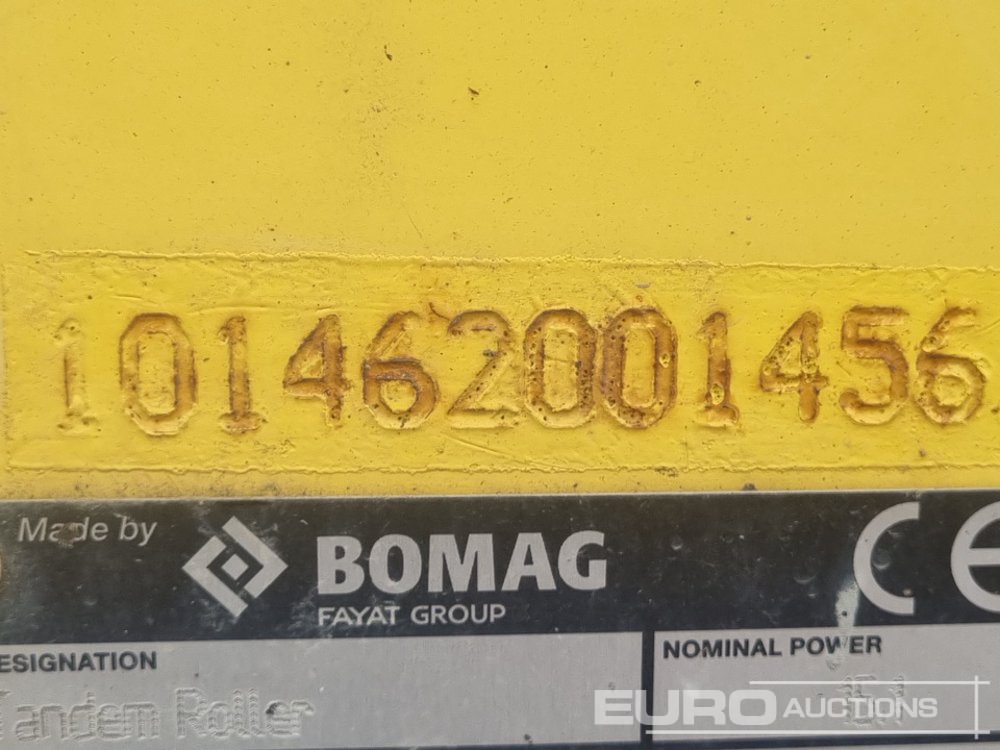 101462001456
Made by
BOMAG
FAYAT GROUP
CE
ESIGNATION
Tandem Roller
NOMINAL POWER
EURO AUCTIONS